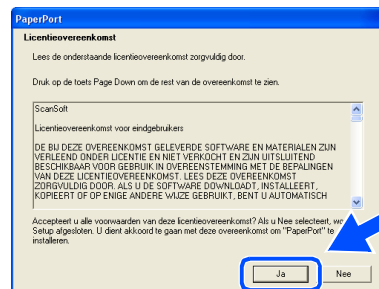 PaperPort
Licentieovereenkomst
Lees de onderstaande licentieovereenkomst zorgvuldig door.
Druk op de toets Page Down om de rest van de overeenkomst te zien.
ScanSoft
Licentieovereenkomst voor eindgebruikers
DE BIJ DEZE OVEREENKOMST GELEVERDE SOFTWARE EN MATERIALEN ZIJN
VERLEEND ONDER LICENTIE EN NIET VERKOCHT EN ZIJN UITSLUITEND
BESCHIKBAAR VOOR GEBRUIK IN OVEREENSTEMMING MET DE BEPALINGEN
VAN DEZE LICENTIEOVEREENKOMST. LEES DEZE OVEREENKOMST
ZORGVULDIG DOOR. ALS U DE SOFTWARE DOWNLOADT, INSTALLEERT,
KOPIEERT OF OP ENIGE ANDERE WIJZE GEBRUIKT, BENT U AUTOMATISCH
Accepteert u alle voorwaarden van deze licentieovereenkomst? Als u Nee selecteert,
Setup afgesloten. U dient akkoord te gaan met deze overeenkomst om "PaperPort" te
installeren.
Ja
Nee